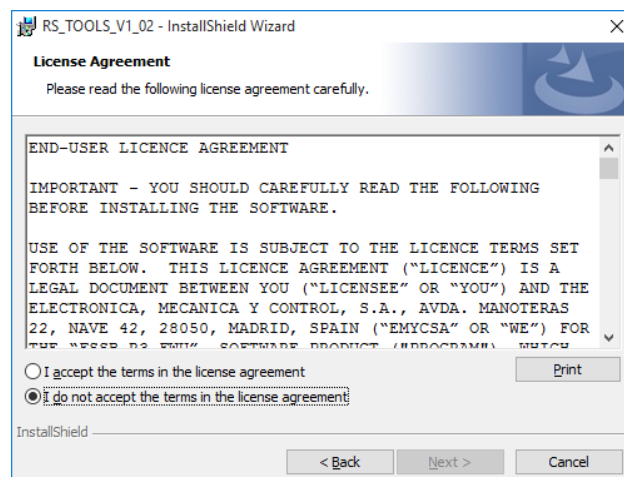 RS_TOOLS_V1_02 - InstallShield Wizard
License Agreement
Please read the following license agreement carefully.
END-USER LICENCE AGREEMENT
IMPORTANT - YOU SHOULD CAREFULLY READ THE FOLLOWING
BEFORE INSTALLING THE SOFTWARE.
USE OF THE SOFTWARE IS SUBJECT TO THE LICENCE TERMS SET
FORTH BELOW. THIS LICENCE AGREEMENT (“LICENCE”) IS A
LEGAL DOCUMENT BETWEEN YOU (“LICENSEE” OR “YOU”) AND THE
ELECTRONICA, MECANICA Y CONTROL, S.A., AVDA. MANOTERAS
22, NAVE 42, 28050, MADRID, SPAIN (“EMYCSA” OR “WE”) FOR
SOFTWARE PRODUCT ("PROGRAM") WHICH
I accept the terms in the license agreement
Print
I do not accept the terms in the license agreement
InstallShield
< Back
Next >
Cancel